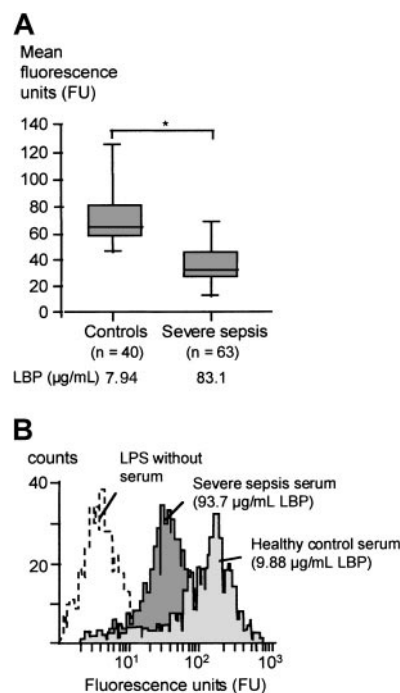 A
Mean
fluorescence
units (FU)
140
120
100
80
60
40
20
0
*
Controls Severe sepsis
(n = 40) (n = 63)
LBP (µg/mL) 7.94 83.1
B
counts
LPS without
serum
40
20
Severe sepsis serum
(93.7 µg/mL LBP)
Healthy control serum
(9.88 µg/mL LBP)
10¹ 10² 10³
Fluorescence units (FU)